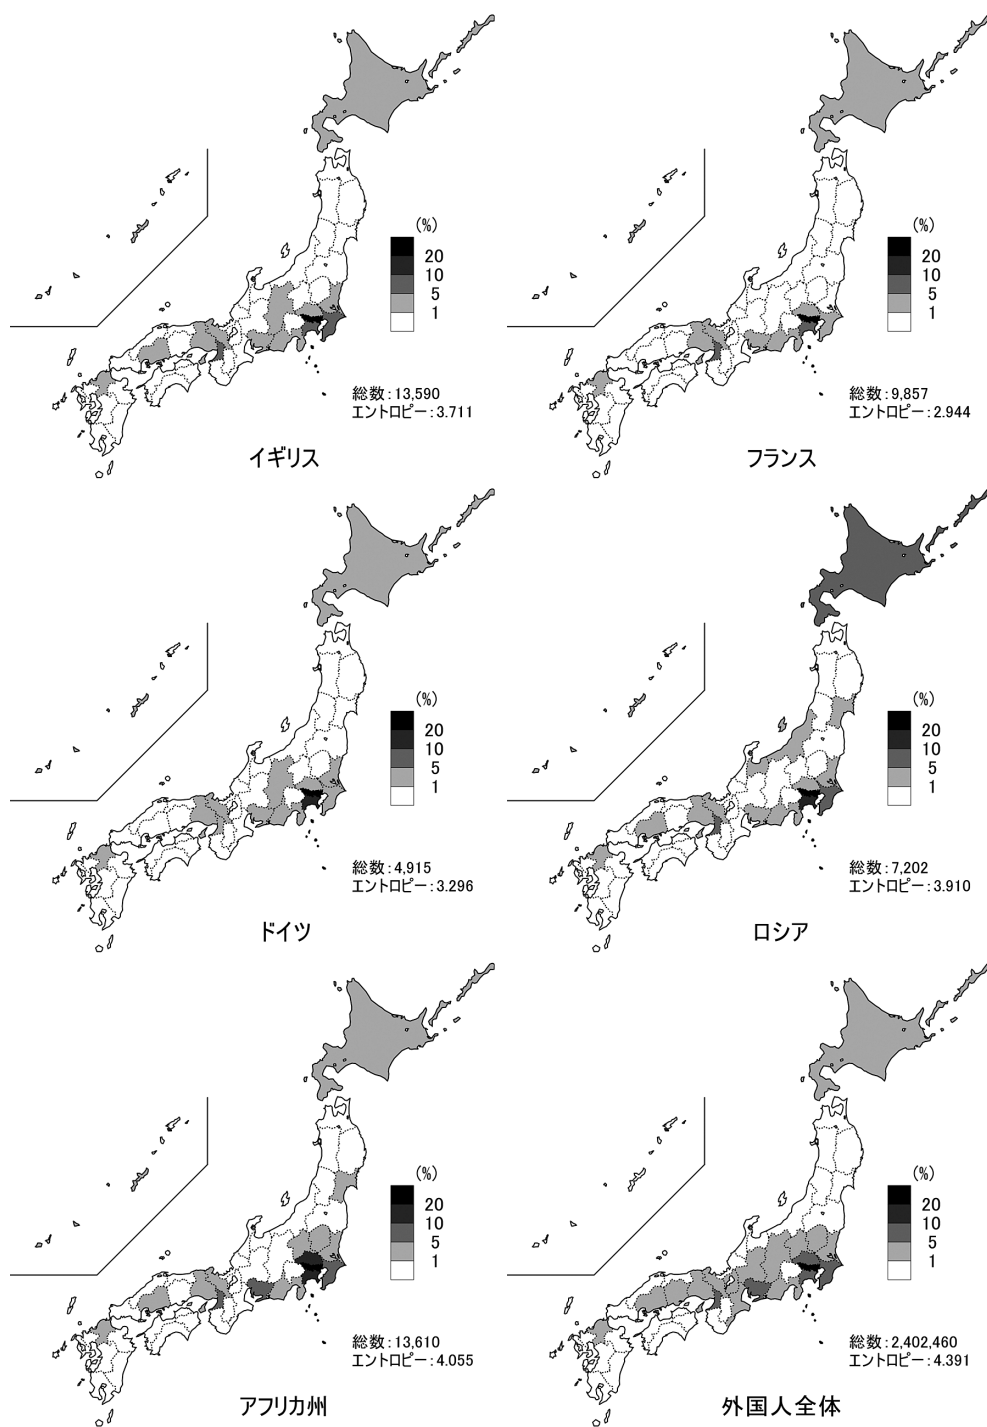 (%)
20
10
5
1
総数:13,590
エントロピー:3.711
イギリス
(%)
20
10
5
1
総数:9,857
エントロピー:2.944
フランス
(%)
20
10
5
1
総数:4,915
エントロピー:3.296
ドイツ
(%)
20
10
5
1
総数:7,202
エントロピー:3.910
ロシア
(%)
20
10
5
1
総数:13,610
エントロピー:4.055
アフリカ州
(%)
20
10
5
1
総数:2,402,460
エントロピー:4.391
外国人全体